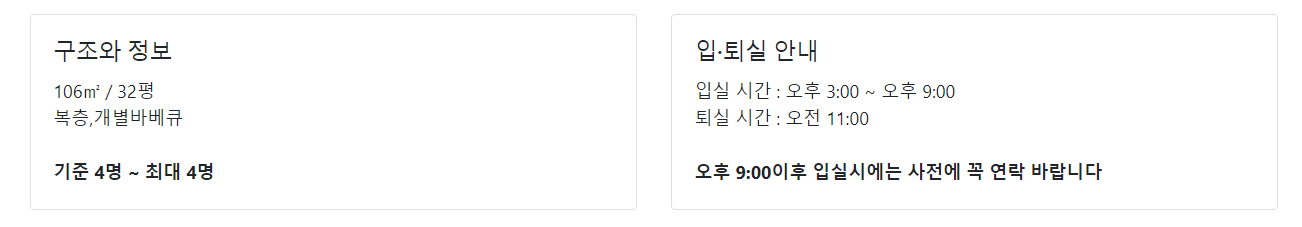 구조와 정보
106㎡ / 32평
복층,개별바베큐
기준 4명 ~ 최대 4명
입·퇴실 안내
입실 시간 : 오후 3:00 ~ 오후 9:00
퇴실 시간 : 오전 11:00
오후 9:00이후 입실시에는 사전에 꼭 연락 바랍니다